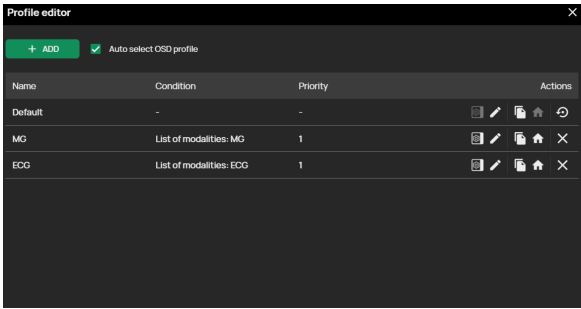 Profile editor
+ ADD
Auto select OSD profile
Name Condition Priority Actions
Default - -
MG List of modalities: MG 1
ECG List of modalities: ECG 1